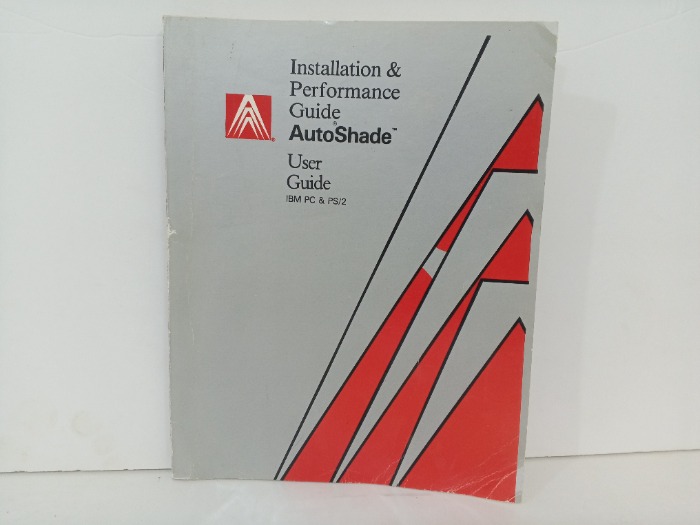 Installation &
Performance
Guide
&
AutoShade™
User
Guide
IBM PC & PS/2
®